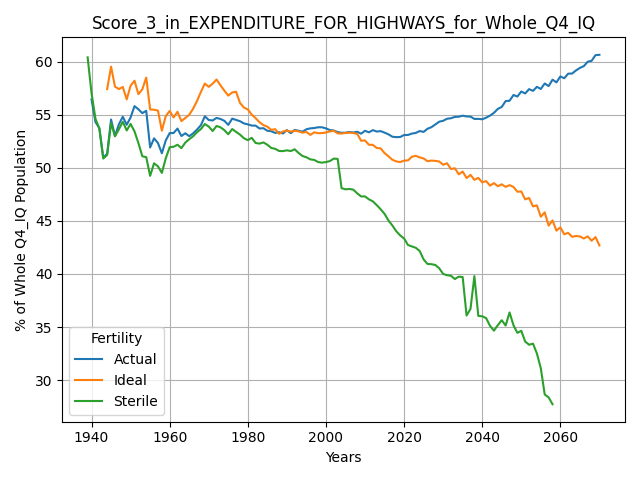 Score_3_in_EXPENDITURE_FOR_HIGHWAYS_for_Whole_Q4_IQ
% of Whole Q4_IQ Population
60
55
50
45
40
35
30
Fertility
Actual
Ideal
Sterile
1940 1960 1980 2000 2020 2040 2060
Years